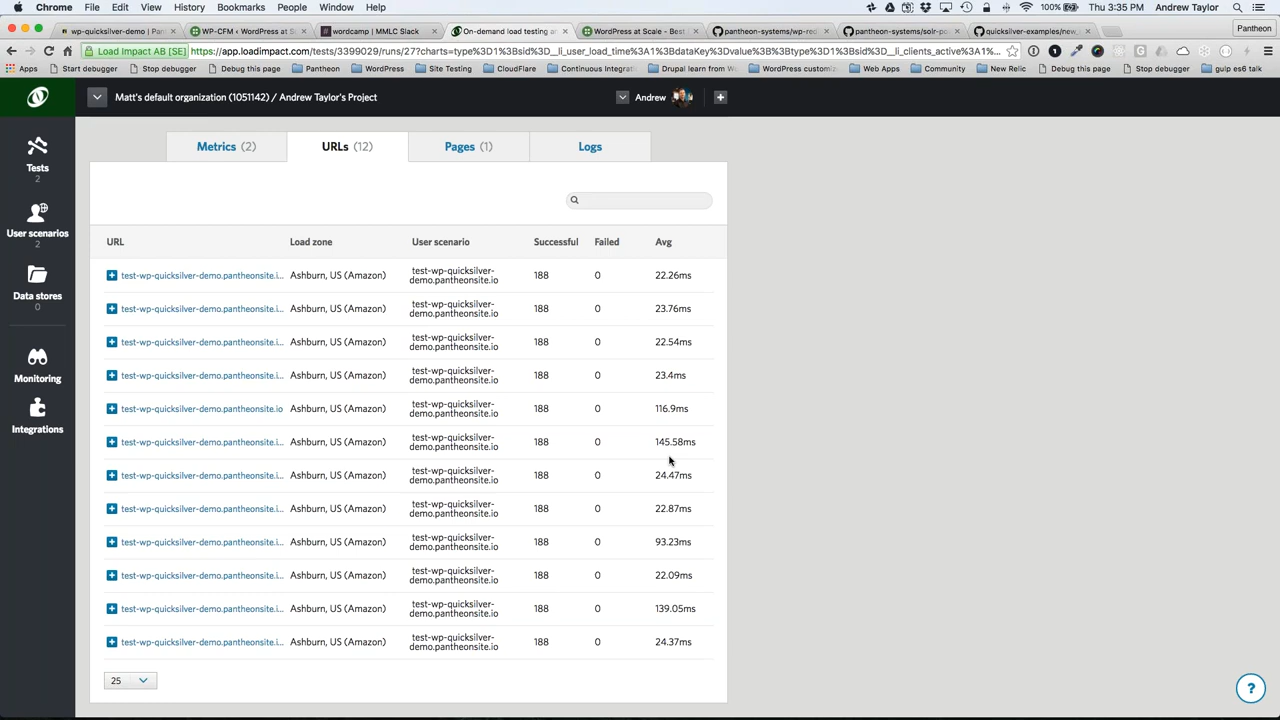 Chrome File Edit View History Bookmarks People Window Help 100% Thu 3:35 PM Andrew Taylor
wp-quicksilver-demo | Pant WP-CFM « WordPress at S wordcamp | MMLC Slack On-demand load testing a WordPress at Scale - Best pantheon-systems/wp-red pantheon-systems/solr-po quicksilver-examples/new_ Pantheon
Load Impact AB [SE] https://app.loadimpact.com/tests/3399029/runs/27?charts=type%3D1%3Bsid%3D__li_user_load_time%3A1%3BdataKey%3Dvalue%3B%3Btype%3D1%3Bsid%3D__li_clients_active%3A1%...
Apps Start debugger Stop debugger Debug this page Pantheon WordPress Site Testing CloudFlare Continuous Integrat Drupal learn from W WordPress customiz Web Apps Community New Relic Debug this page Stop debugger gulp es6 talk
Matt's default organization (1051142) / Andrew Taylor's Project Andrew
Tests
2
User scenarios
2
Data stores
0
Monitoring
Integrations
Metrics (2) URLs (12) Pages (1) Logs
URL Load zone User scenario Successful Failed Avg
test-wp-quicksilver-demo.pantheonsite.i... Ashburn, US (Amazon) test-wp-quicksilver- 188 0 22.26ms
demo.pantheonsite.io
test-wp-quicksilver-demo.pantheonsite.i... Ashburn, US (Amazon) test-wp-quicksilver- 188 0 23.76ms
demo.pantheonsite.io
test-wp-quicksilver-demo.pantheonsite.i... Ashburn, US (Amazon) test-wp-quicksilver- 188 0 22.54ms
demo.pantheonsite.io
test-wp-quicksilver-demo.pantheonsite.i... Ashburn, US (Amazon) test-wp-quicksilver- 188 0 23.4ms
demo.pantheonsite.io
test-wp-quicksilver-demo.pantheonsite.io Ashburn, US (Amazon) test-wp-quicksilver- 188 0 116.9ms
demo.pantheonsite.io
test-wp-quicksilver-demo.pantheonsite.i... Ashburn, US (Amazon) test-wp-quicksilver- 188 0 145.58ms
demo.pantheonsite.io
test-wp-quicksilver-demo.pantheonsite.i... Ashburn, US (Amazon) test-wp-quicksilver- 188 0 24.47ms
demo.pantheonsite.io
test-wp-quicksilver-demo.pantheonsite.i... Ashburn, US (Amazon) test-wp-quicksilver- 188 0 22.87ms
demo.pantheonsite.io
test-wp-quicksilver-demo.pantheonsite.i... Ashburn, US (Amazon) test-wp-quicksilver- 188 0 93.23ms
demo.pantheonsite.io
test-wp-quicksilver-demo.pantheonsite.i... Ashburn, US (Amazon) test-wp-quicksilver- 188 0 22.09ms
demo.pantheonsite.io
test-wp-quicksilver-demo.pantheonsite.i... Ashburn, US (Amazon) test-wp-quicksilver- 188 0 139.05ms
demo.pantheonsite.io
test-wp-quicksilver-demo.pantheonsite.i... Ashburn, US (Amazon) test-wp-quicksilver- 188 0 24.37ms
demo.pantheonsite.io
25
?